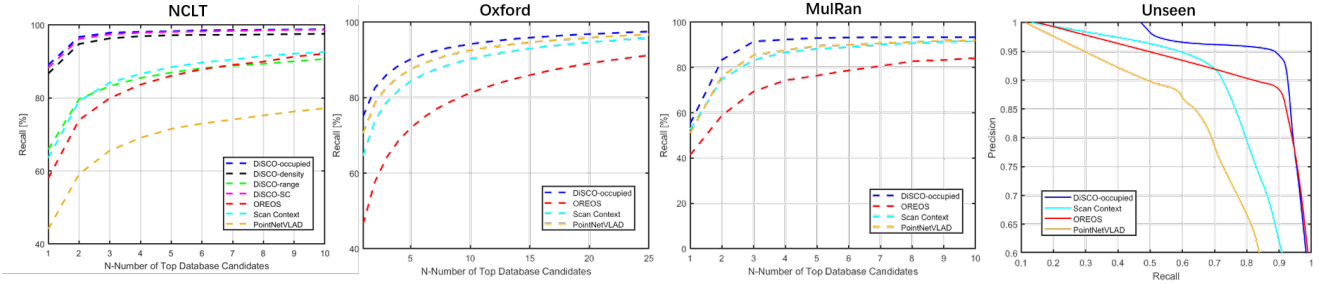 NCLT
Recall [%]
100
80
60
40
1 2 3 4 5 6 7 8 9 10
N-Number of Top Database Candidates
DiSCO-occupied
DiSCO-density
DiSCO-range
DiSCO-SC
OREOS
Scan Context
PointNetVLAD
Oxford
Recall [%]
100
80
60
40
5 10 15 20 25
N-Number of Top Database Candidates
DiSCO-occupied
OREOS
Scan Context
PointNetVLAD
MulRan
Recall [%]
100
80
60
40
20
0
1 2 3 4 5 6 7 8 9 10
N-Number of Top Database Candidates
DiSCO-occupied
OREOS
Scan Context
PointNetVLAD
Unseen
Precision
1
0.95
0.9
0.85
0.8
0.75
0.7
0.65
0.6
0.1 0.2 0.3 0.4 0.5 0.6 0.7 0.8 0.9 1
Recall
DiSCO-occupied
Scan Context
OREOS
PointNetVLAD